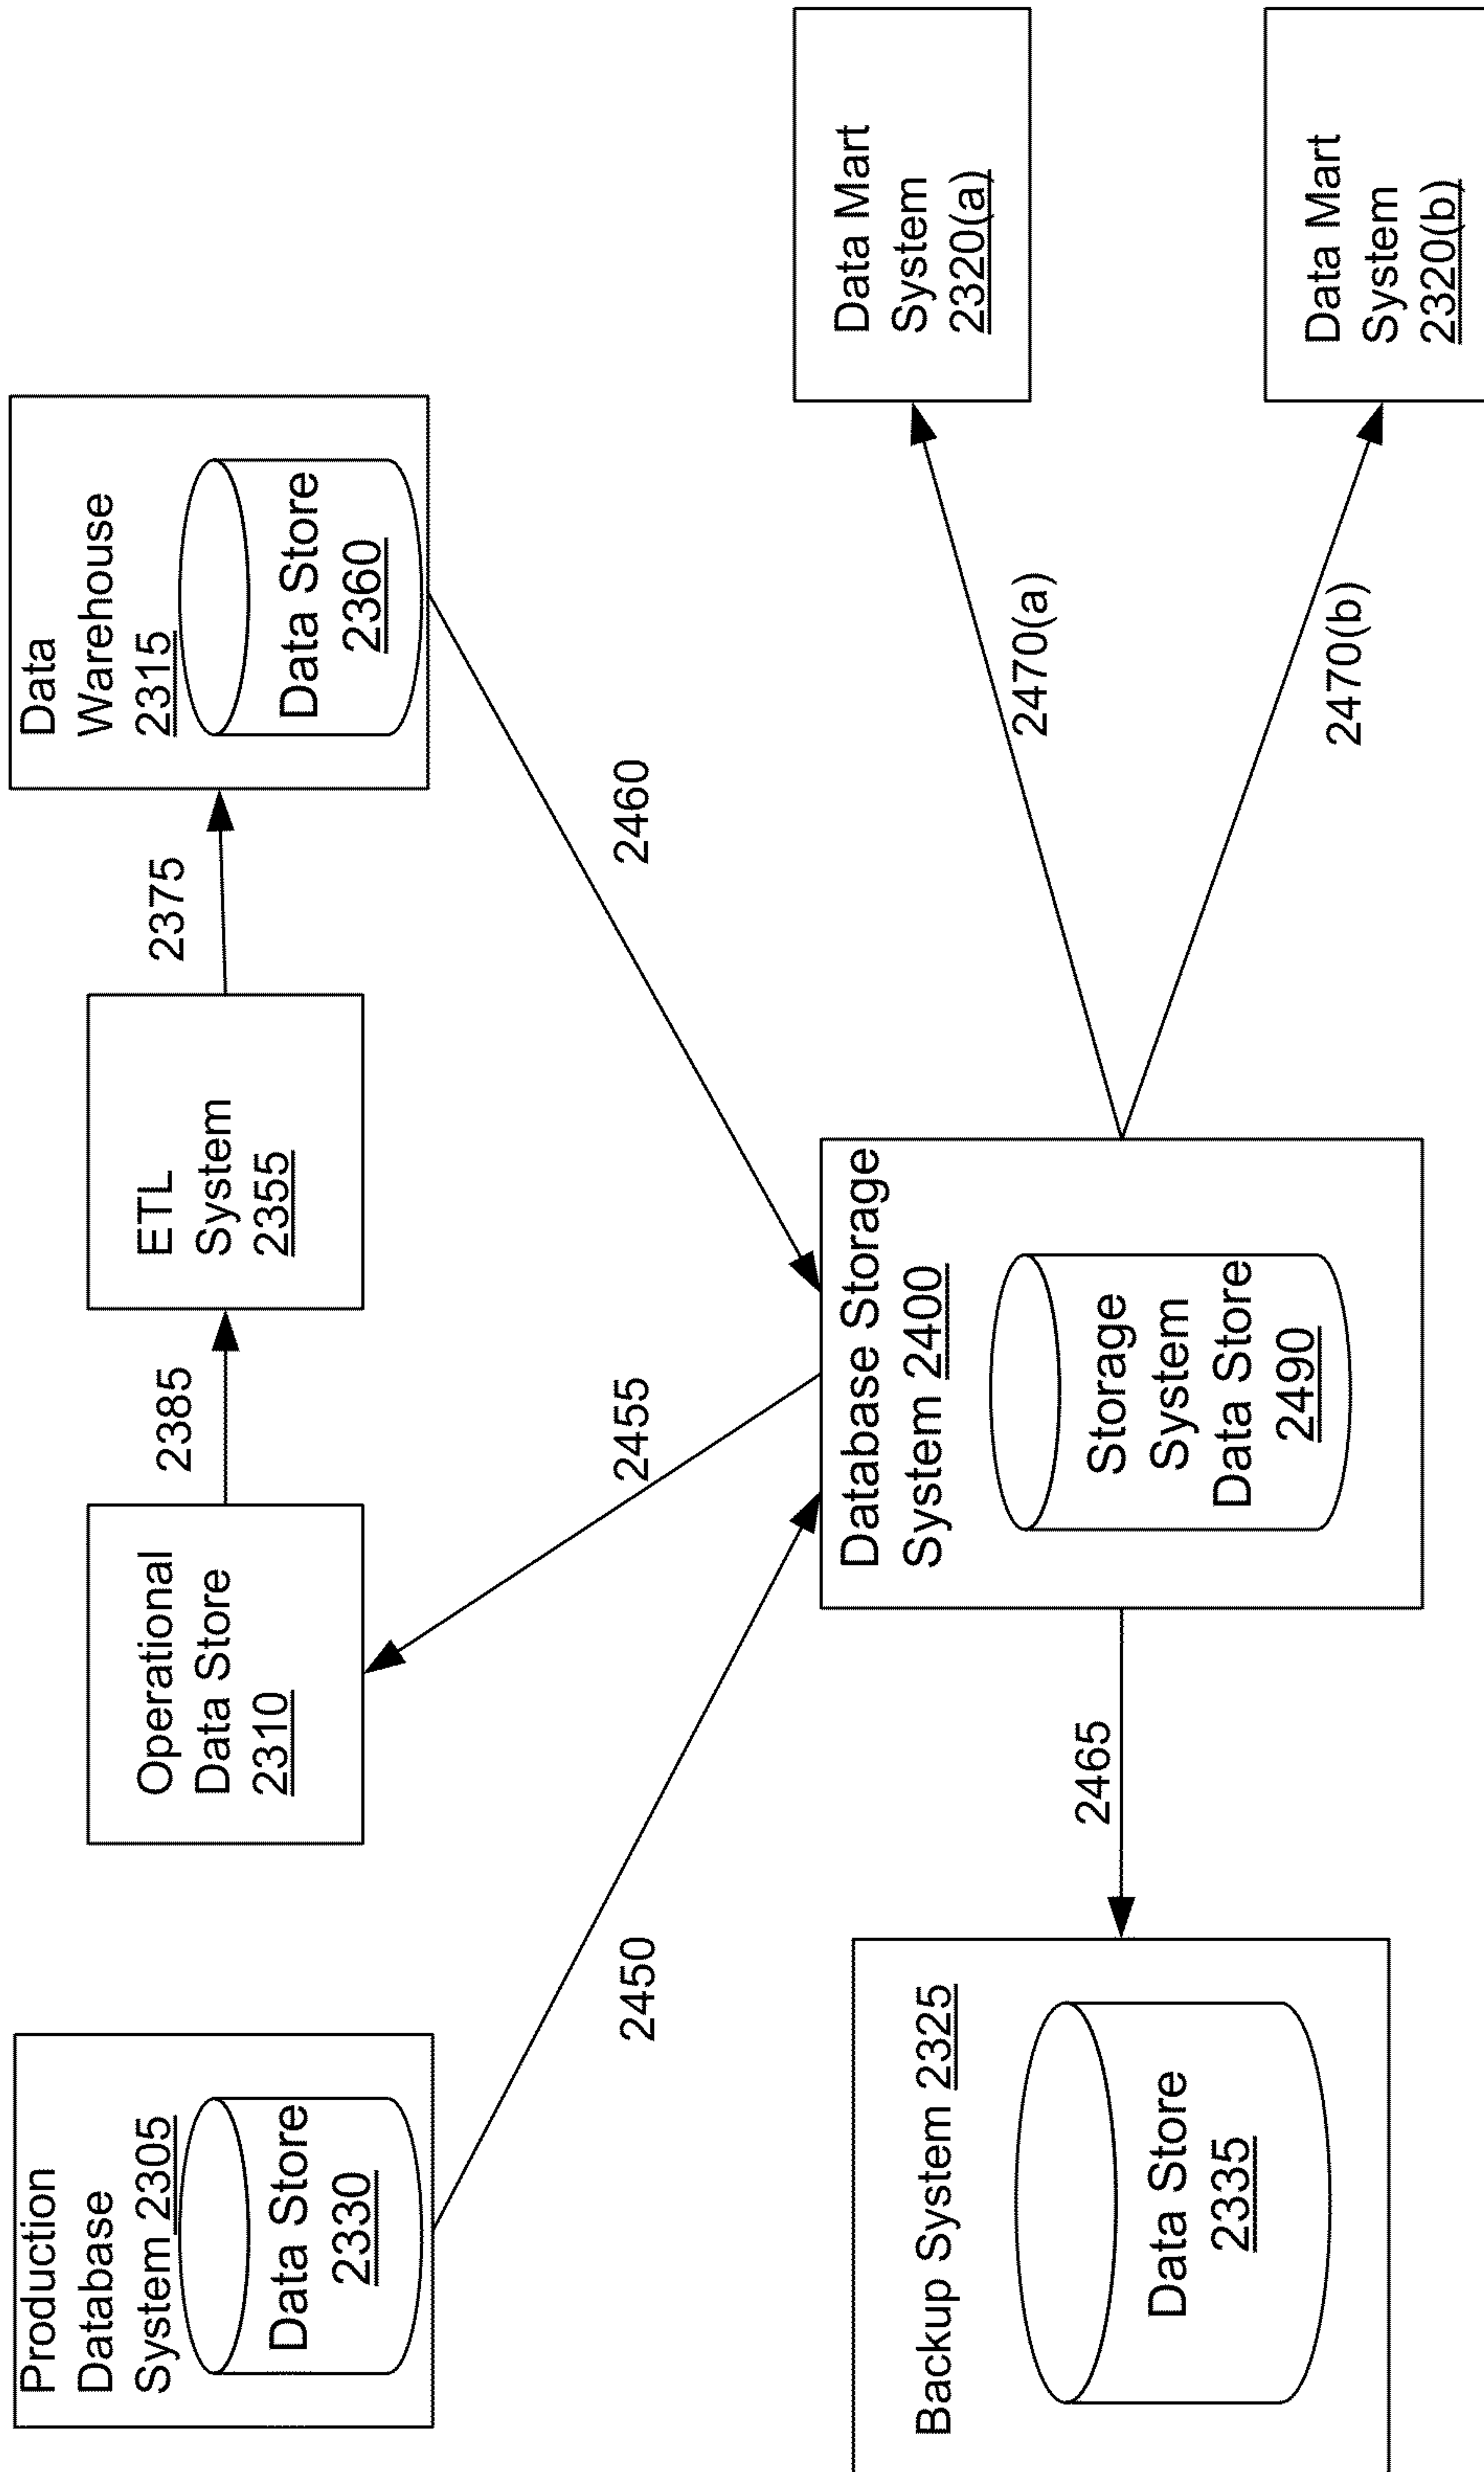 Production
Database
System 2305
Data Store
2330
Operational
Data Store
2310
2385
ETL
System
2355
2375
Data
Warehouse
2315
Data Store
2360
2450
2455
2460
Backup System 2325
Data Store
2335
2465
Database Storage
System 2400
Storage
System
Data Store
2490
2470(a)
2470(b)
Data Mart
System
2320(a)
Data Mart
System
2320(b)